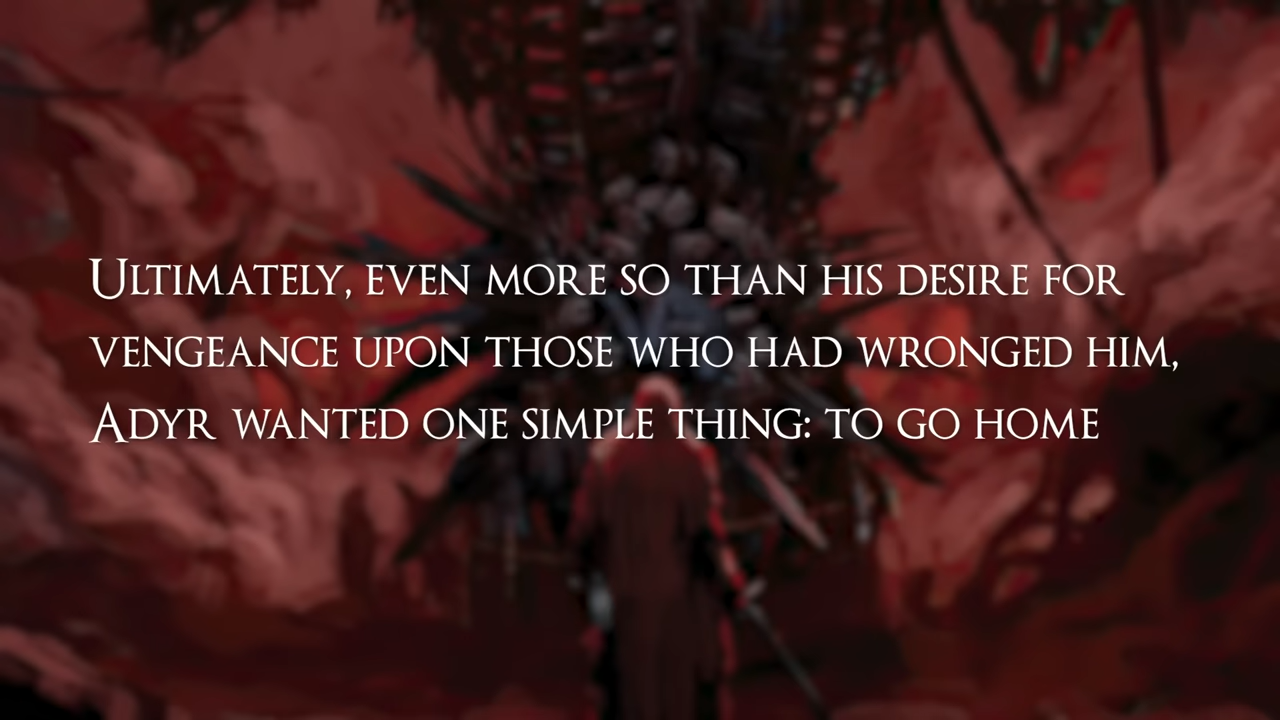 Ultimately, even more so than his desire for
vengeance upon those who had wronged him,
Adyr wanted one simple thing: to go home